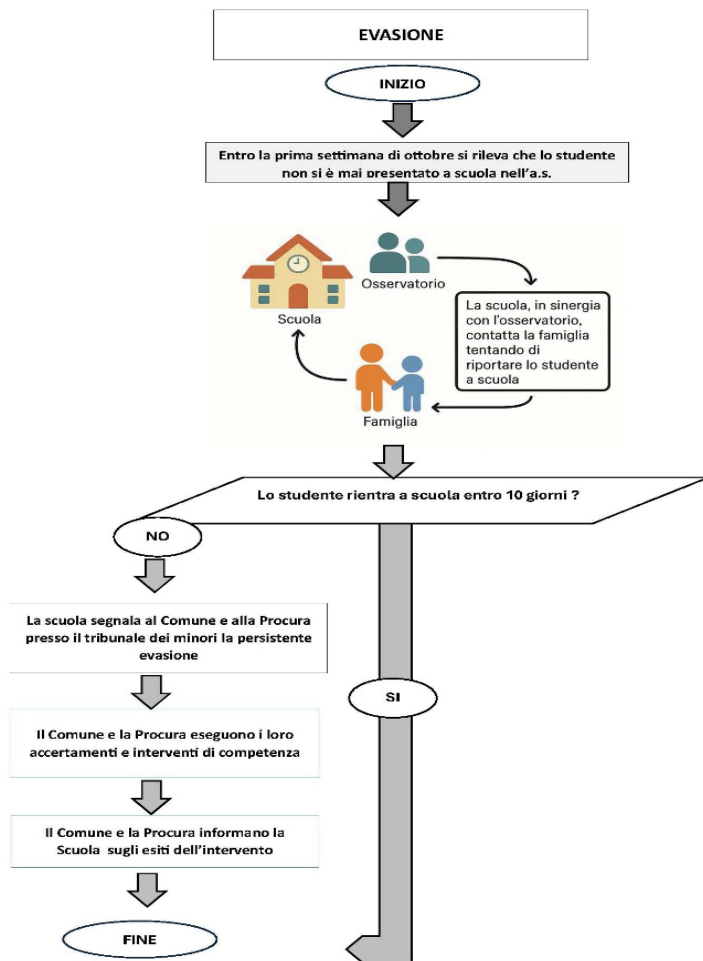 EVASIONE
INIZIO
Entro la prima settimana di ottobre si rileva che lo studente
non si è mai presentato a scuola nell'a.s.
Osservatorio
Scuola
La scuola, in sinergia
con l'osservatorio,
contatta la famiglia
tentando di
riportare lo studente
a scuola
Famiglia
Lo studente rientra a scuola entro 10 giorni ?
NO
La scuola segnala al Comune e alla Procura
presso il tribunale dei minori la persistente
evasione
SI
Il Comune e la Procura eseguono i loro
accertamenti e interventi di competenza
Il Comune e la Procura informano la
Scuola sugli esiti dell'intervento
FINE